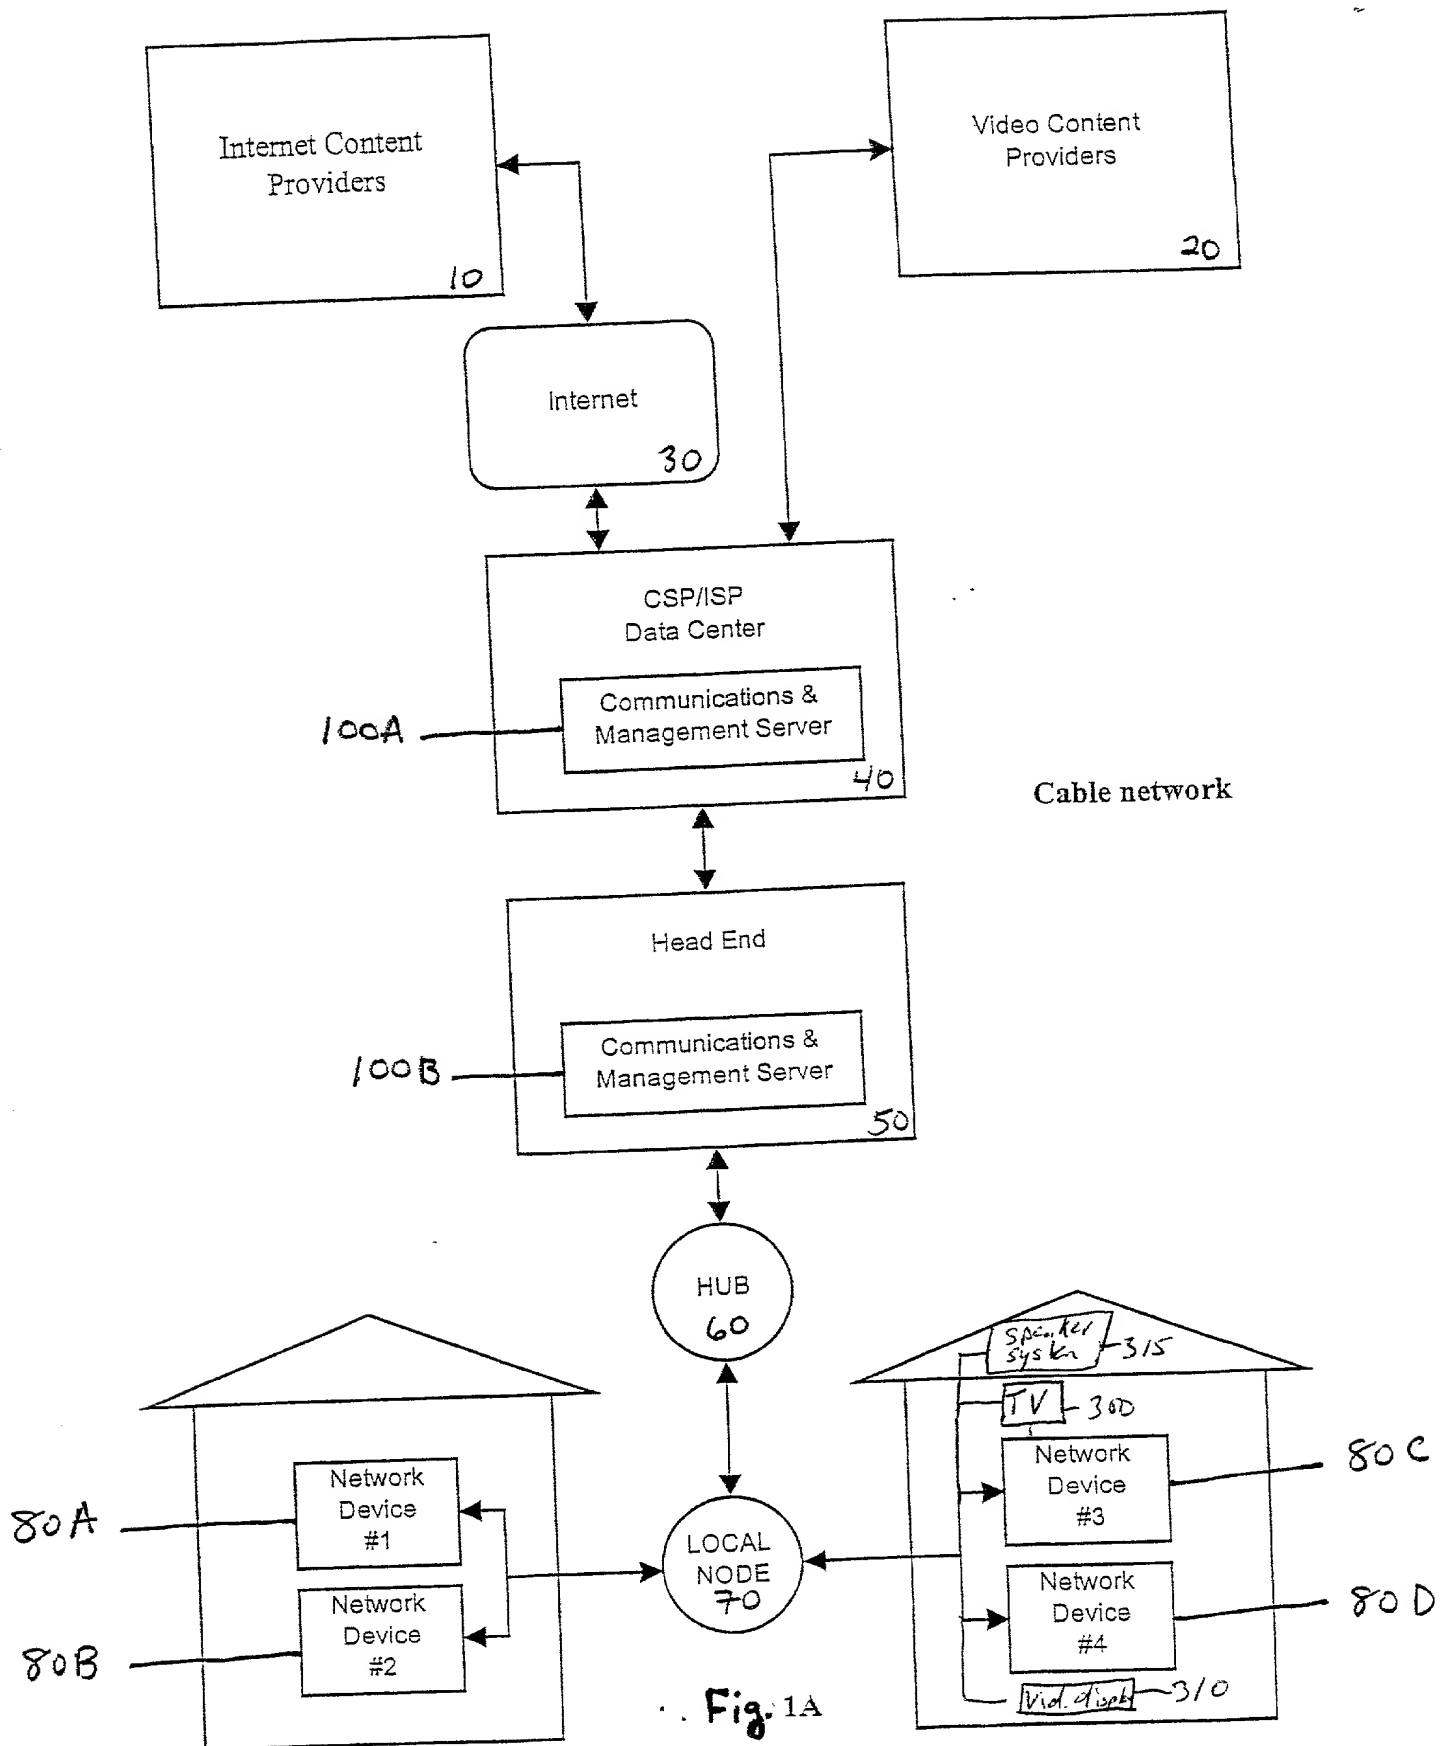 Internet Content
Providers
10
Video Content
Providers
20
Internet
30
CSP/ISP
Data Center
Communications &
Management Server
40
100A
Cable network
Head End
Communications &
Management Server
50
100B
HUB
60
speaker
system
315
TV
300
Network
Device
#1
80A
Network
Device
#2
80B
LOCAL
NODE
70
Network
Device
#3
80C
Network
Device
#4
80D
Vid. displ
310
Fig. 1A